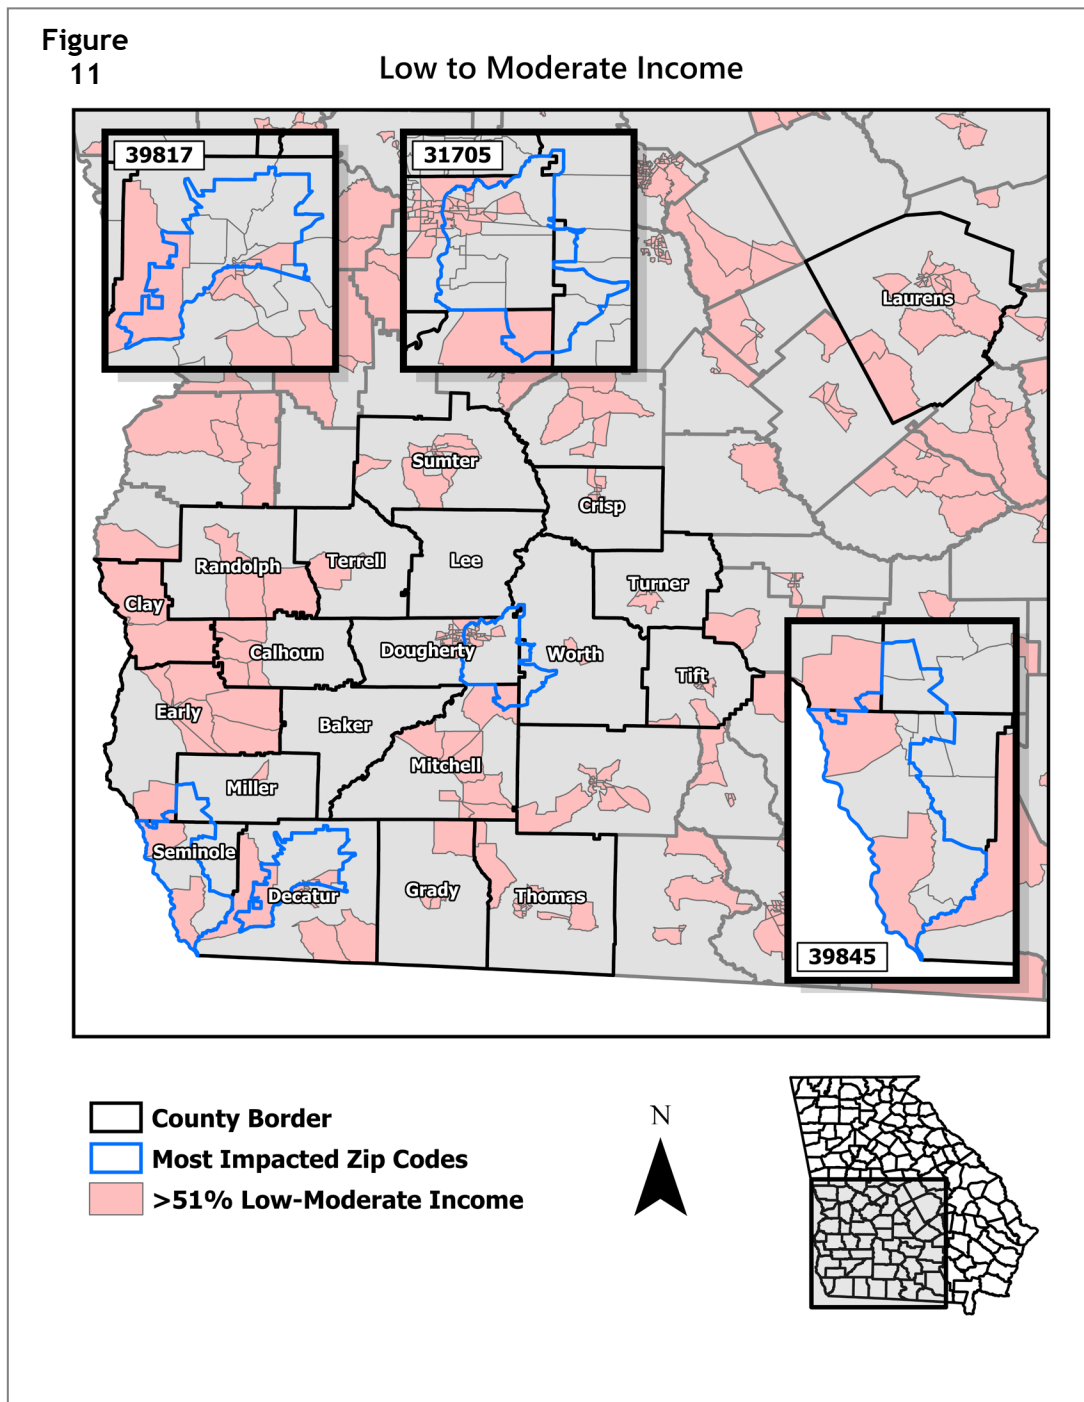 Figure
11
Low to Moderate Income
39817
31705
Laurens
Sumter
Crisp
Randolph
Terrell
Lee
Turner
Clay
Calhoun
Dougherty
Worth
Tift
Early
Baker
Mitchell
Miller
Seminole
Decatur
Grady
Thomas
39845
County Border
Most Impacted Zip Codes
>51% Low-Moderate Income
N